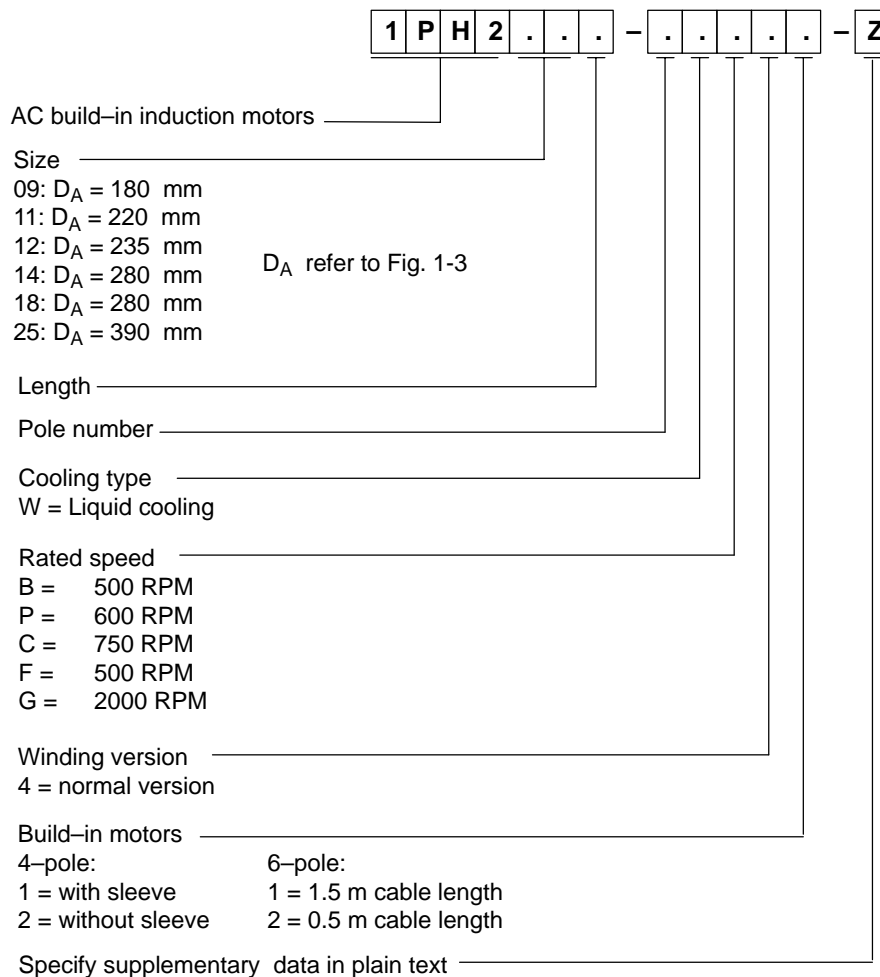 1 P H 2 . . . – . . . . . – Z
AC build–in induction motors
Size
09: DA = 180 mm
11: DA = 220 mm
12: DA = 235 mm
14: DA = 280 mm
18: DA = 280 mm
25: DA = 390 mm
DA refer to Fig. 1-3
Length
Pole number
Cooling type
W = Liquid cooling
Rated speed
B = 500 RPM
P = 600 RPM
C = 750 RPM
F = 500 RPM
G = 2000 RPM
Winding version
4 = normal version
Build–in motors
4–pole: 6–pole:
1 = with sleeve 1 = 1.5 m cable length
2 = without sleeve 2 = 0.5 m cable length
Specify supplementary data in plain text